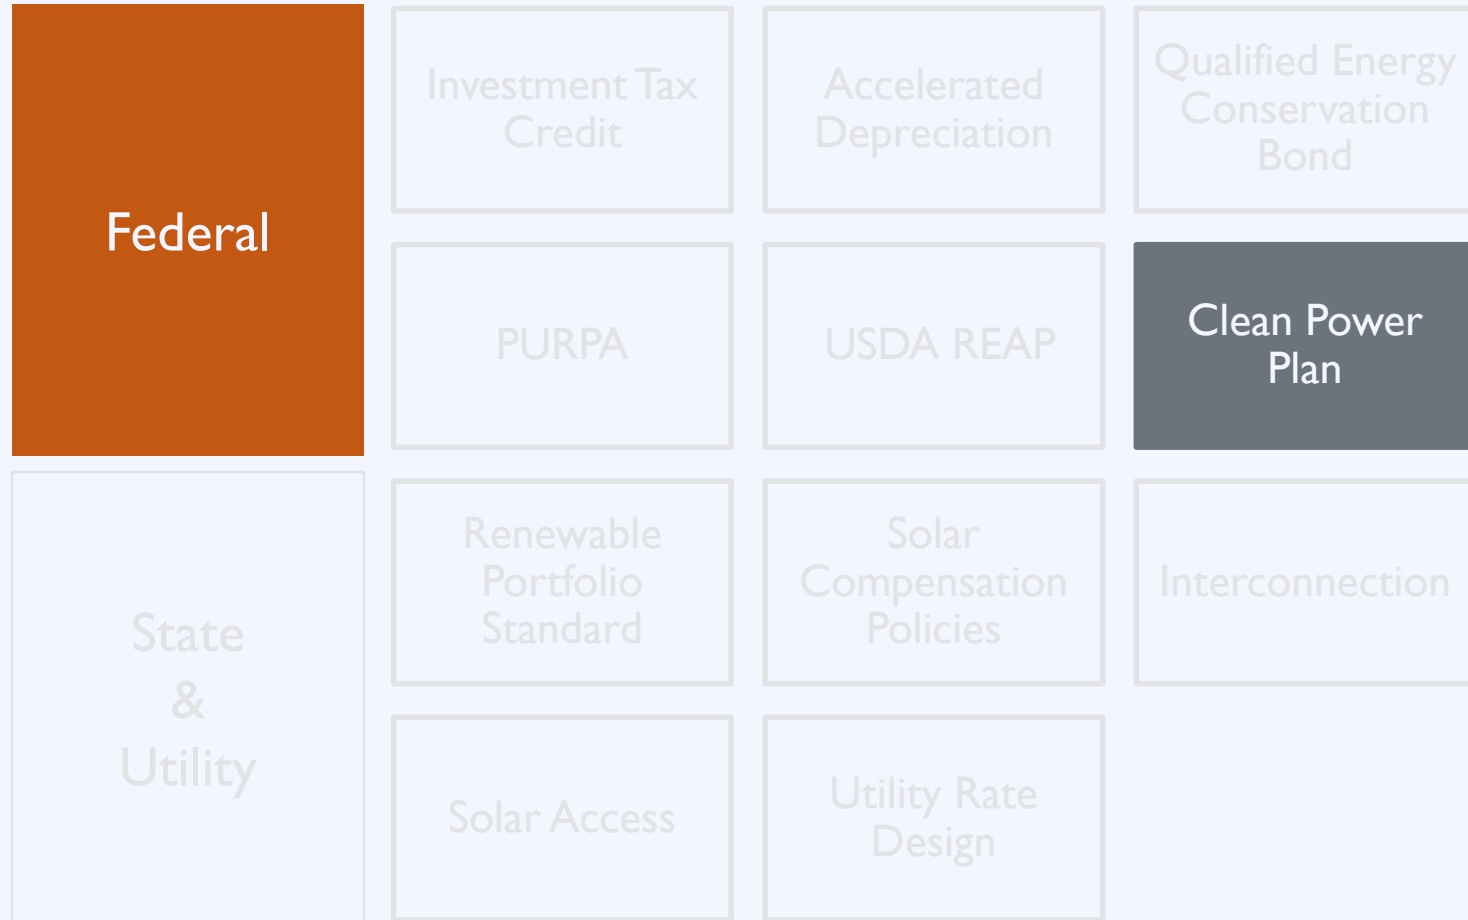 Federal
Investment Tax
Credit
Accelerated
Depreciation
Qualified Energy
Conservation
Bond
PURPA
USDA REAP
Clean Power
Plan
State
&
Utility
Renewable
Portfolio
Standard
Solar
Compensation
Policies
Interconnection
Solar Access
Utility Rate
Design